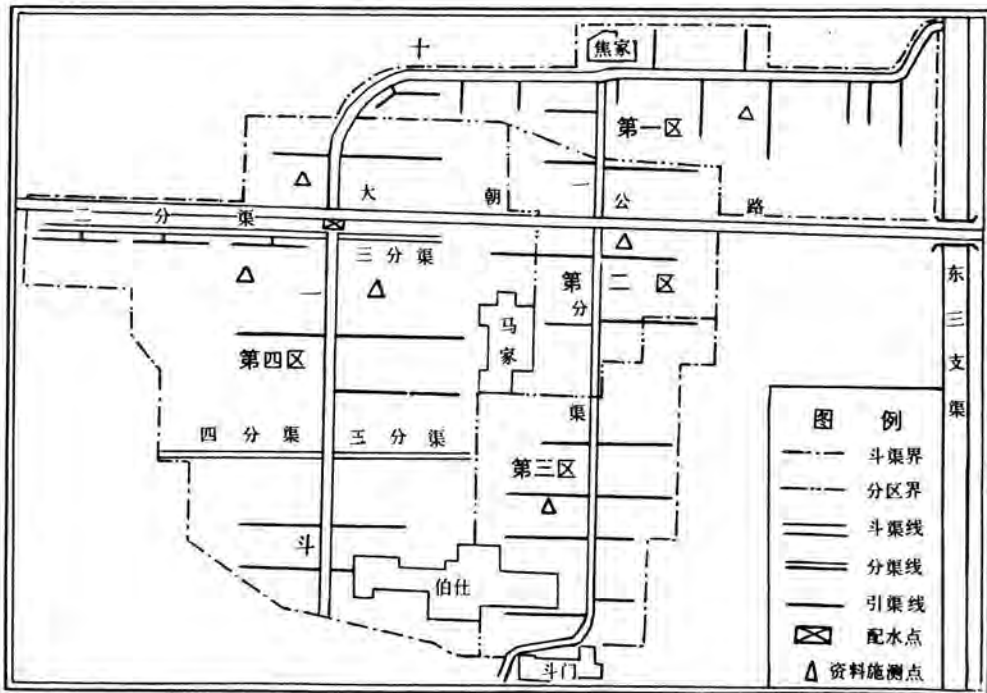 十
焦家
第一区
大朝公路
一分渠
二分渠
三分渠
第二区
东三支渠
马家
第四区
四分渠
五分渠
第三区
一
斗
伯仕
斗门
图例
斗渠界
分区界
斗渠线
分渠线
引渠线
配水点
资料施测点